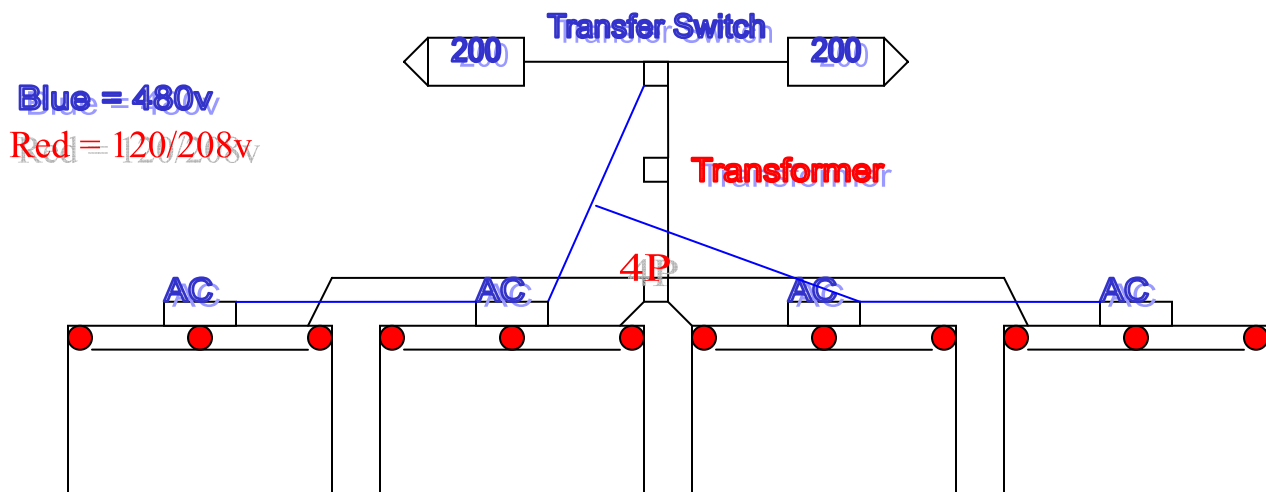 Transfer Switch
200 200
Blue = 480v
Red = 120/208v
Transformer
4P
AC AC AC AC